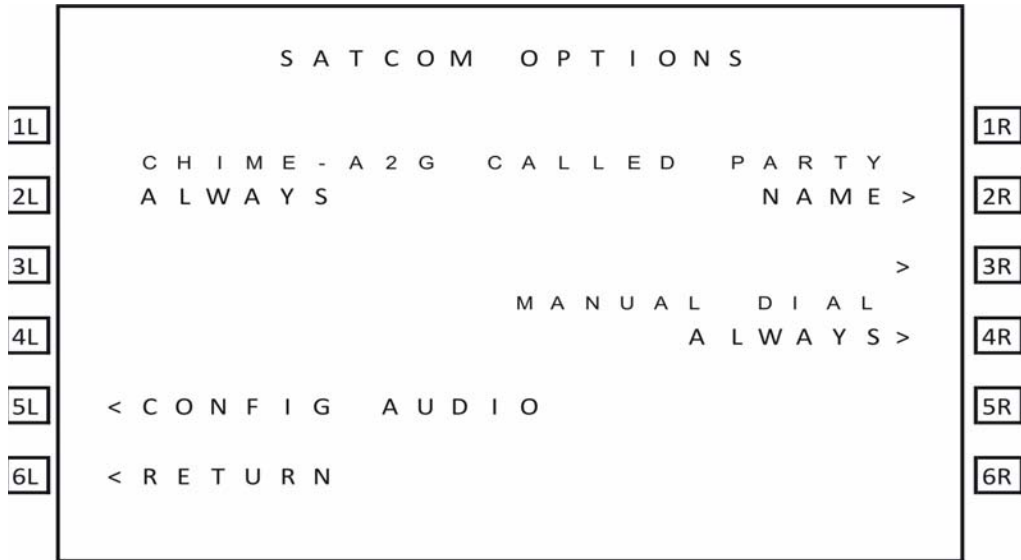 SATCOM OPTIONS
1L 1R
CHIME-A2G CALLED PARTY
2L ALWAYS NAME> 2R
3L > 3R
MANUAL DIAL
4L ALWAYS> 4R
5L <CONFIG AUDIO 5R
6L <RETURN 6R